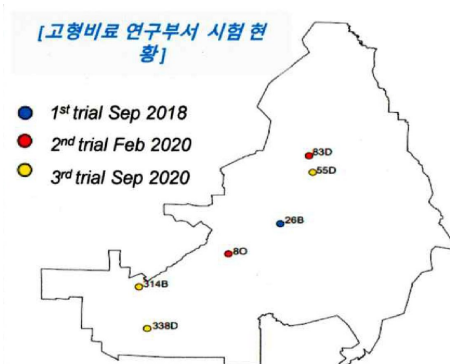 [고형비료 연구부서 시험 현
황]
1st trial Sep 2018
2nd trial Feb 2020
3rd trial Sep 2020
83D
55D
26B
8O
314B
338D